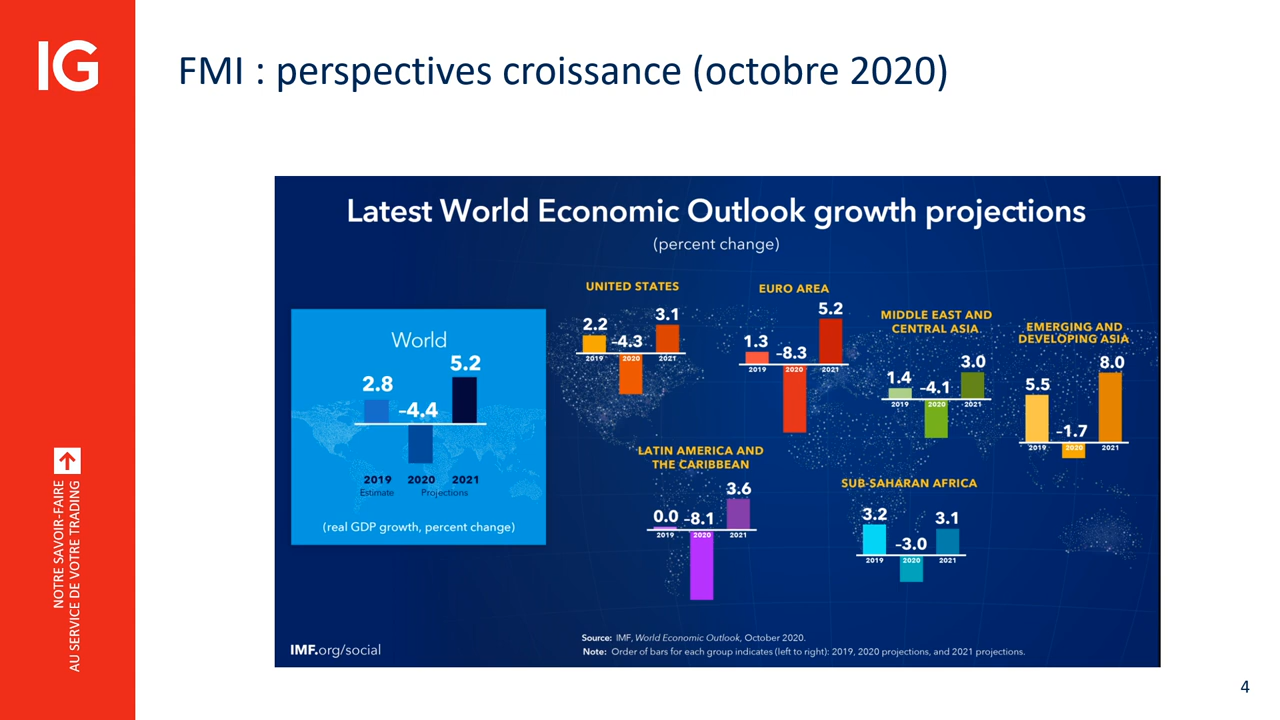 IG
FMI : perspectives croissance (octobre 2020)
Latest World Economic Outlook growth projections
(percent change)
World
2.8
–4.4
5.2
2019
2020
2021
Estimate
Projections
(real GDP growth, percent change)
UNITED STATES
2.2
–4.3
3.1
2019
2020
2021
EURO AREA
1.3
–8.3
5.2
2019
2020
2021
MIDDLE EAST AND
CENTRAL ASIA
1.4
–4.1
3.0
2019
2020
2021
EMERGING AND
DEVELOPING ASIA
5.5
–1.7
8.0
2019
2020
2021
LATIN AMERICA AND
THE CARIBBEAN
0.0
–8.1
3.6
2019
2020
2021
SUB-SAHARAN AFRICA
3.2
–3.0
3.1
2019
2020
2021
IMF.org/social
Source: IMF, World Economic Outlook, October 2020.
Note: Order of bars for each group indicates (left to right): 2019, 2020 projections, and 2021 projections.
NOTRE SAVOIR-FAIRE
AU SERVICE DE VOTRE TRADING
4